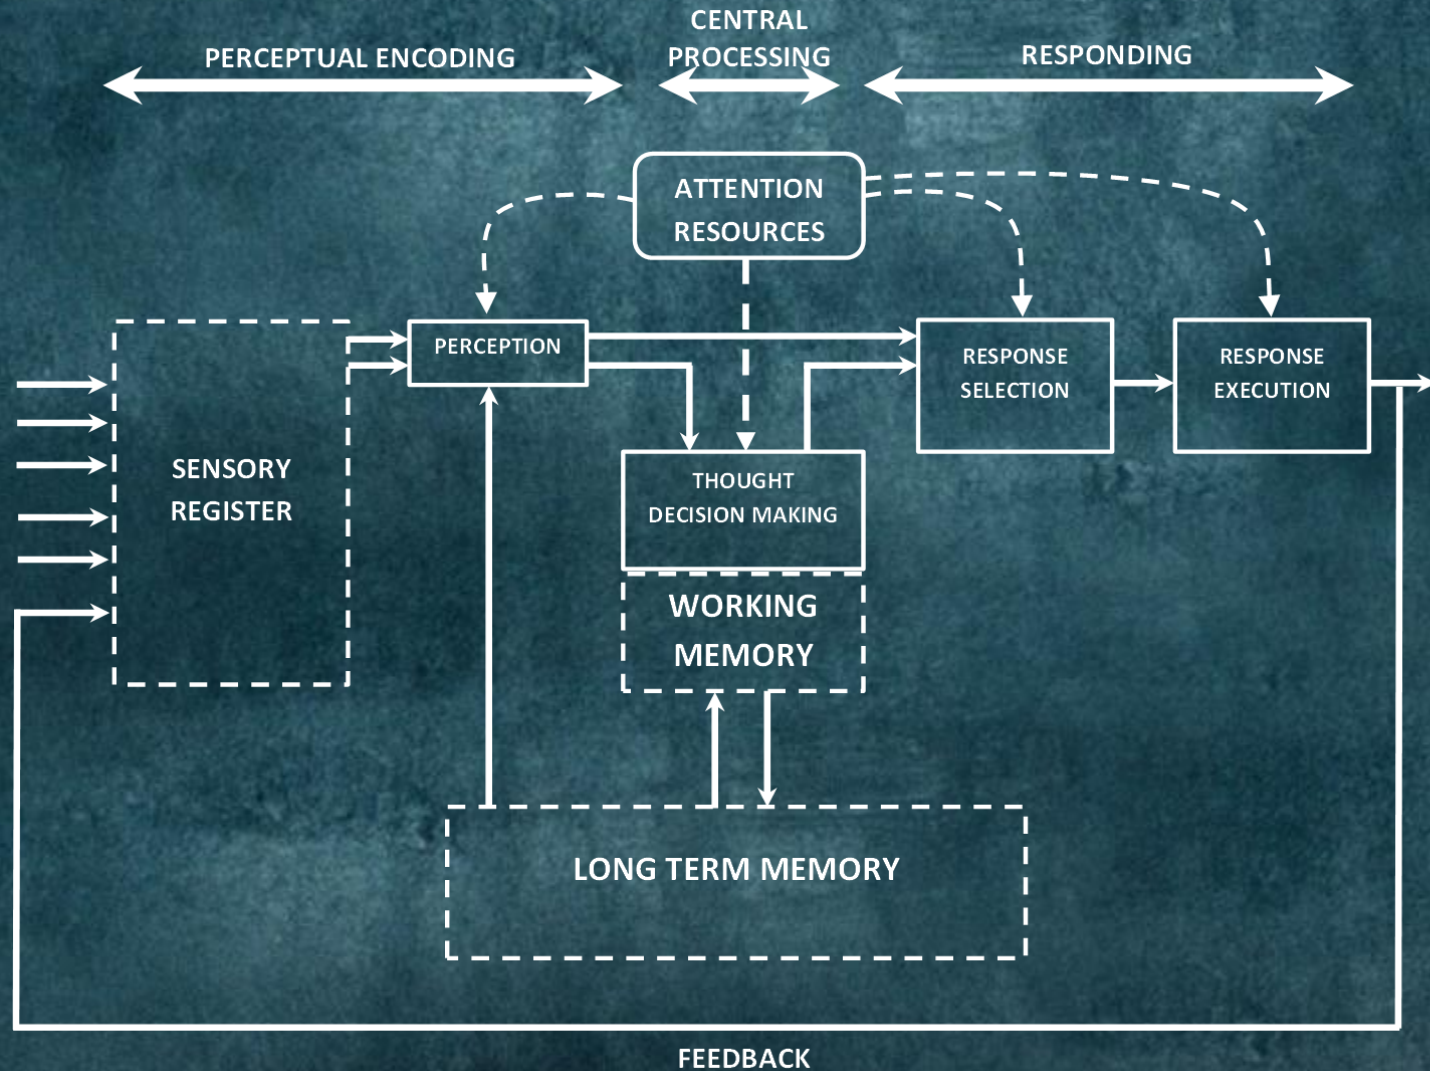 CENTRAL
PROCESSING
PERCEPTUAL ENCODING
RESPONDING
ATTENTION
RESOURCES
PERCEPTION
RESPONSE
SELECTION
RESPONSE
EXECUTION
SENSORY
REGISTER
THOUGHT
DECISION MAKING
WORKING
MEMORY
LONG TERM MEMORY
FEEDBACK